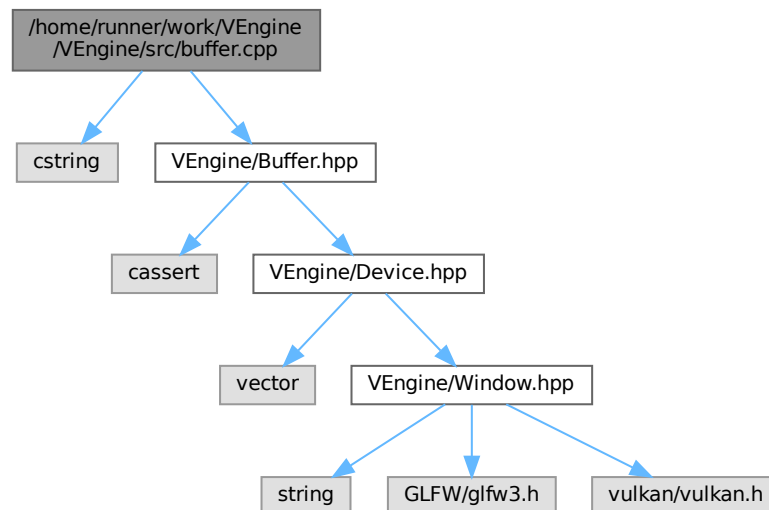 /home/runner/work/VEngine
/VEngine/src/buffer.cpp
cstring
VEngine/Buffer.hpp
cassert
VEngine/Device.hpp
vector
VEngine/Window.hpp
string
GLFW/glfw3.h
vulkan/vulkan.h